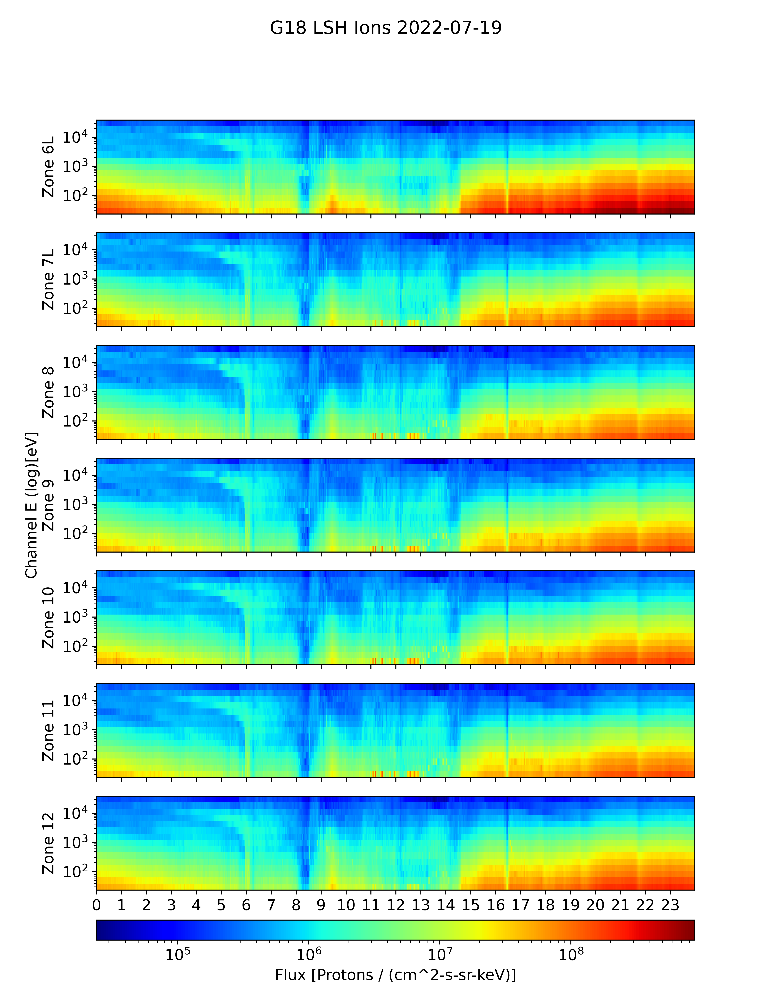 G18 LSH Ions 2022-07-19
Channel E (log)[eV]
Zone 6L
10^4
10^3
10^2
Zone 7L
10^4
10^3
10^2
Zone 8
10^4
10^3
10^2
Zone 9
10^4
10^3
10^2
Zone 10
10^4
10^3
10^2
Zone 11
10^4
10^3
10^2
Zone 12
10^4
10^3
10^2
0 1 2 3 4 5 6 7 8 9 10 11 12 13 14 15 16 17 18 19 20 21 22 23
10^5 10^6 10^7 10^8
Flux [Protons / (cm^2-s-sr-keV)]